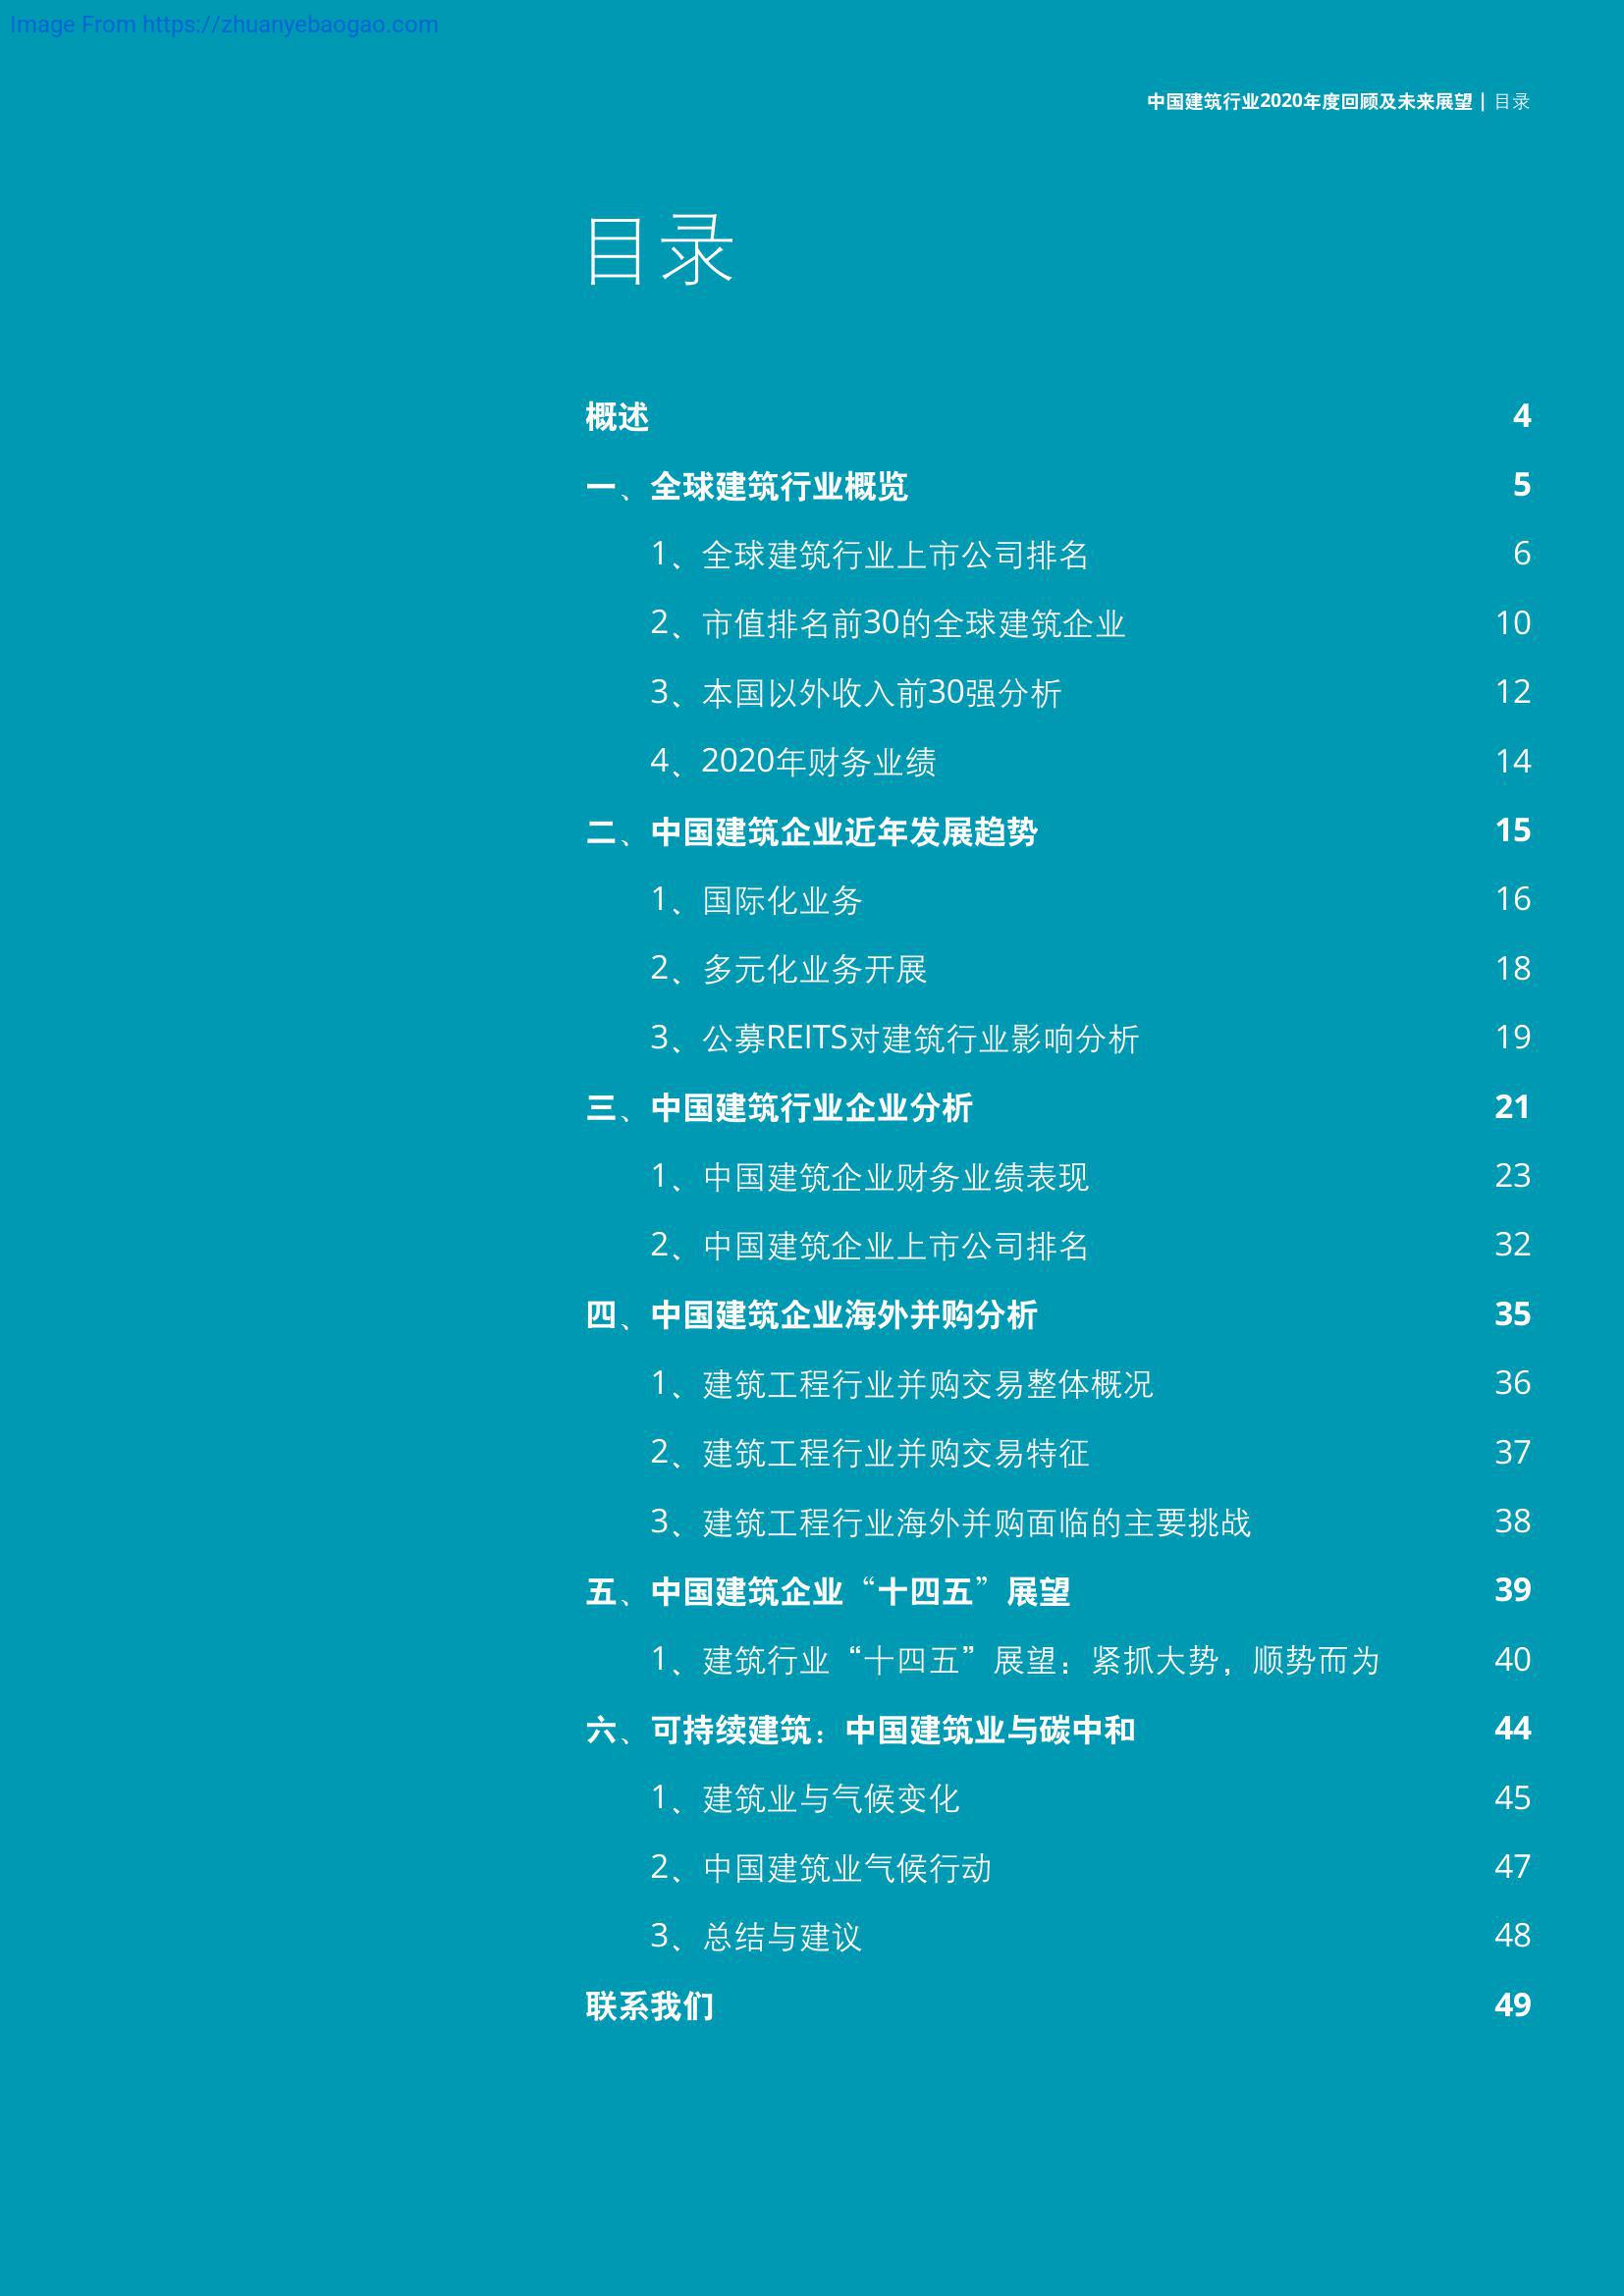 Image From https://zhuanyebaogao.com
中国建筑行业2020年度回顾及未来展望 | 目录
目录
概述 4
一、全球建筑行业概览 5
1、全球建筑行业上市公司排名 6
2、市值排名前30的全球建筑企业 10
3、本国以外收入前30强分析 12
4、2020年财务业绩 14
二、中国建筑企业近年发展趋势 15
1、国际化业务 16
2、多元化业务开展 18
3、公募REITS对建筑行业影响分析 19
三、中国建筑行业企业分析 21
1、中国建筑企业财务业绩表现 23
2、中国建筑企业上市公司排名 32
四、中国建筑企业海外并购分析 35
1、建筑工程行业并购交易整体概况 36
2、建筑工程行业并购交易特征 37
3、建筑工程行业海外并购面临的主要挑战 38
五、中国建筑企业“十四五”展望 39
1、建筑行业“十四五”展望：紧抓大势，顺势而为 40
六、可持续建筑：中国建筑业与碳中和 44
1、建筑业与气候变化 45
2、中国建筑业气候行动 47
3、总结与建议 48
联系我们 49